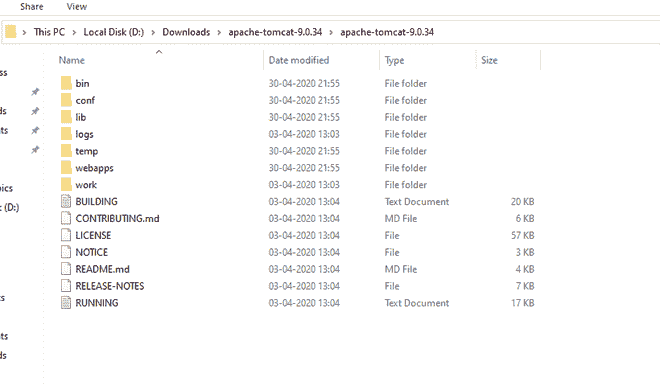 Share View
This PC > Local Disk (D:) > Downloads > apache-tomcat-9.0.34 > apache-tomcat-9.0.34
Name Date modified Type Size
bin 30-04-2020 21:55 File folder
conf 30-04-2020 21:55 File folder
lib 30-04-2020 21:55 File folder
logs 03-04-2020 13:03 File folder
temp 30-04-2020 21:55 File folder
webapps 30-04-2020 21:55 File folder
work 03-04-2020 13:03 File folder
BUILDING 03-04-2020 13:04 Text Document 20 KB
CONTRIBUTING.md 03-04-2020 13:04 MD File 6 KB
LICENSE 03-04-2020 13:04 File 57 KB
NOTICE 03-04-2020 13:04 File 3 KB
README.md 03-04-2020 13:04 MD File 4 KB
RELEASE-NOTES 03-04-2020 13:04 File 7 KB
RUNNING 03-04-2020 13:04 Text Document 17 KB
(D:)